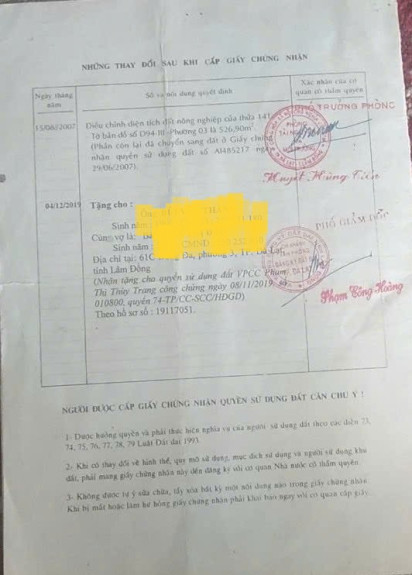 NHỮNG THAY ĐỔI SAU KHI CẤP GIẤY CHỨNG NHẬN
Ngày tháng năm
Số và nội dung quyết định
Xác nhận của cơ quan có thẩm quyền
15/08/2007
Điều chỉnh diện tích đất nông nghiệp của thửa 141
Tờ bản đồ số D94-III -Phường 03 là 526,90m².
(Phần còn lại đã chuyển sang đất ở Giấy chứng
nhận quyền sử dụng đất số AI485217 ngày
29/06/2007).
TRƯỞNG PHÒNG
Huỳnh Hùng Tiến
04/12/2019
Tặng cho :
Sinh năm
Cùng vợ là:
Sinh năm :
Địa chỉ tại: 61C phường 3, TP. Đà Lạt,
tỉnh Lâm Đồng
(Nhận tặng cho quyền sử dụng đất VPCC Phạm
Thị Thùy Trang công chứng ngày 08/11/2019 số
010800, quyển 74-TP/CC-SCC/HĐGD)
Theo hồ sơ số : 19117051.
PHÓ GIÁM ĐỐC
Phạm Công Hoàng
NGƯỜI ĐƯỢC CẤP GIẤY CHỨNG NHẬN QUYỀN SỬ DỤNG ĐẤT CẦN CHÚ Ý !
1- Được hưởng quyền và phải thực hiện nghĩa vụ của người sử dụng đất theo các điều 73,
74, 75, 76, 77, 78, 79 Luật Đất đai 1993.
2- Khi có thay đổi về hình thể, quy mô sử dụng, mục đích sử dụng và người sử dụng khu
đất, phải mang giấy chứng nhận này đến đăng ký với cơ quan Nhà nước có thẩm quyền.
3- Không được tự ý sửa chữa, tẩy xóa bất kỳ một nội dung nào trong giấy chứng nhận
Khi bị mất hoặc làm hư hỏng giấy chứng nhận phải khai báo ngay với cơ quan cấp giấy.